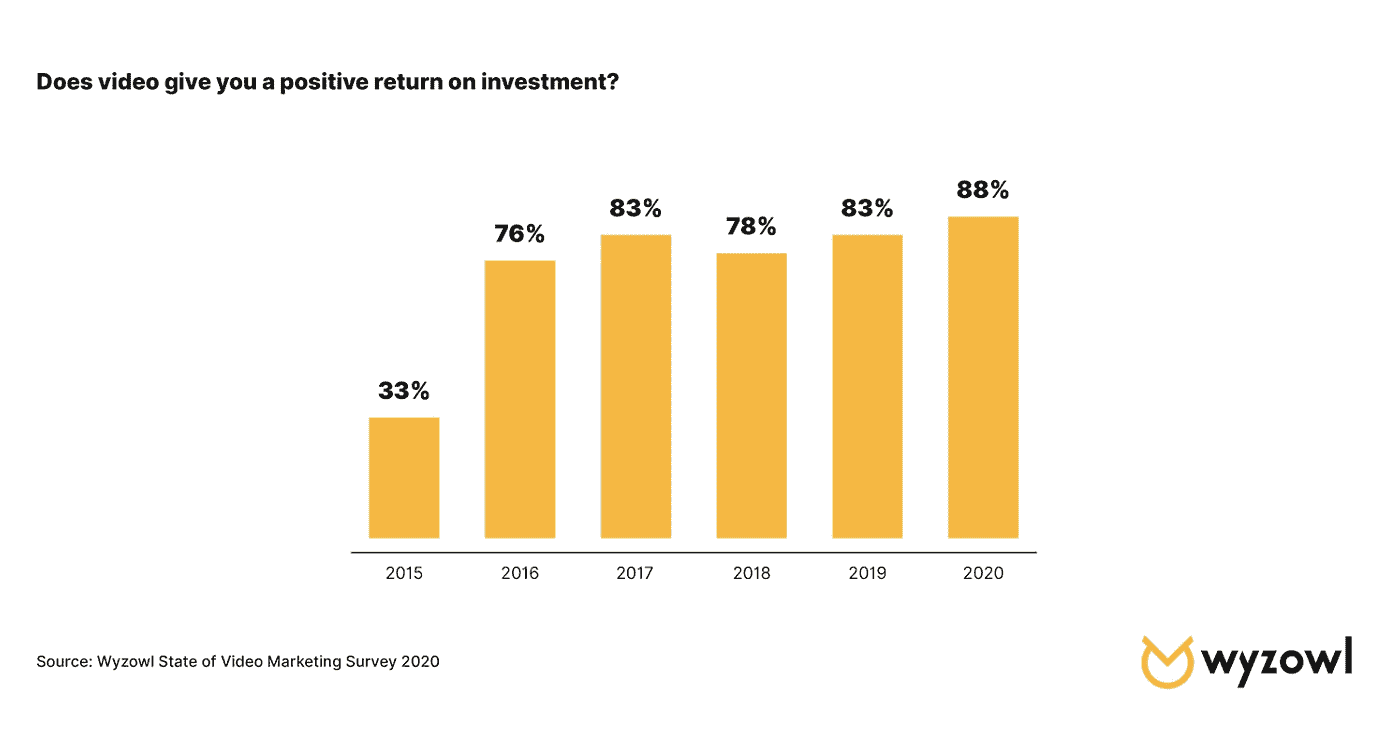 Does video give you a positive return on investment?
88%
83%
83%
78%
76%
33%
2015 2016 2017 2018 2019 2020
Source: Wyzowl State of Video Marketing Survey 2020
wyzowl